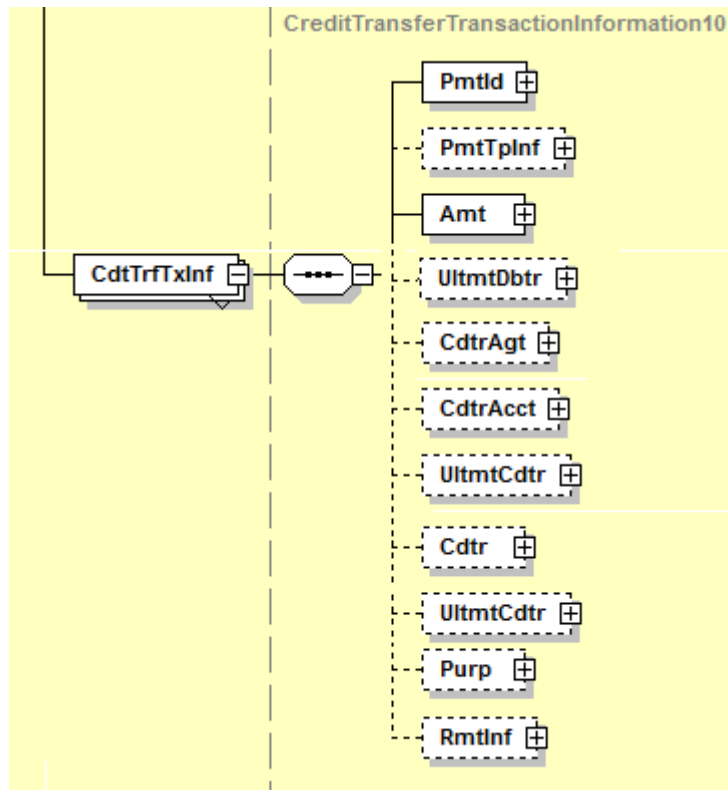 CreditTransferTransactionInformation10
PmtId
PmtTpInf
Amt
CdtTrfTxInf
UltmtDbtr
CdtrAgt
CdtrAcct
UltmtCdtr
Cdtr
UltmtCdtr
Purp
RmtInf